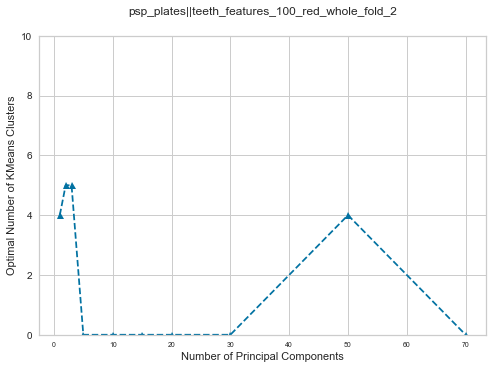 psp_plates||teeth_features_100_red_whole_fold_2
10
8
6
4
2
0
Optimal Number of KMeans Clusters
0 10 20 30 40 50 60 70
Number of Principal Components